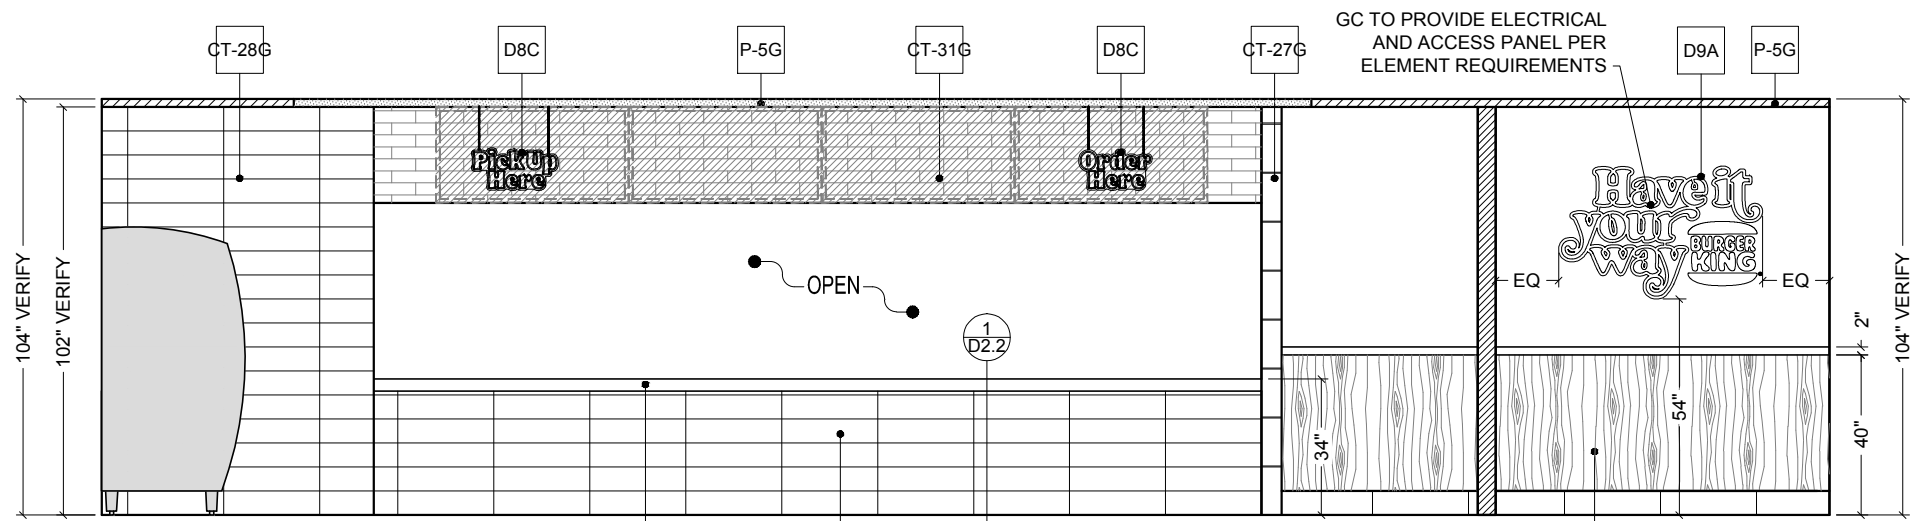 GC TO PROVIDE ELECTRICAL
AND ACCESS PANEL PER
ELEMENT REQUIREMENTS
CT-28G
D8C
P-5G
CT-31G
D8C
CT-27G
D9A
P-5G
Pick Up
Here
Order
Here
Have it
your
way
BURGER
KING
EQ
EQ
OPEN
1
D2.2
104" VERIFY
102" VERIFY
34"
54"
2"
40"
104" VERIFY